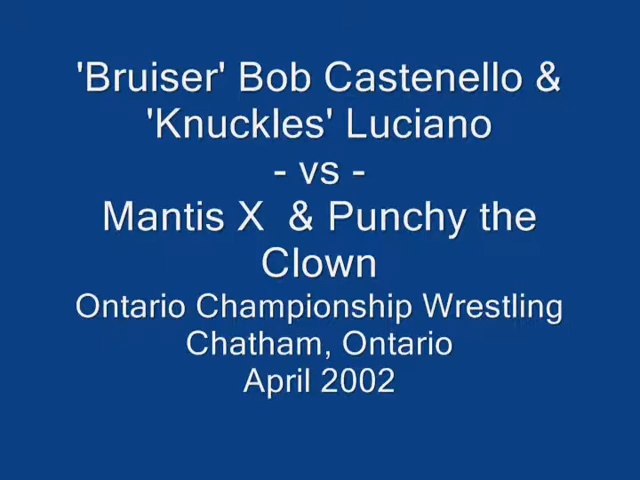 'Bruiser' Bob Castenello &
'Knuckles' Luciano
- vs -
Mantis X  & Punchy the
Clown
Ontario Championship Wrestling
Chatham, Ontario
April 2002